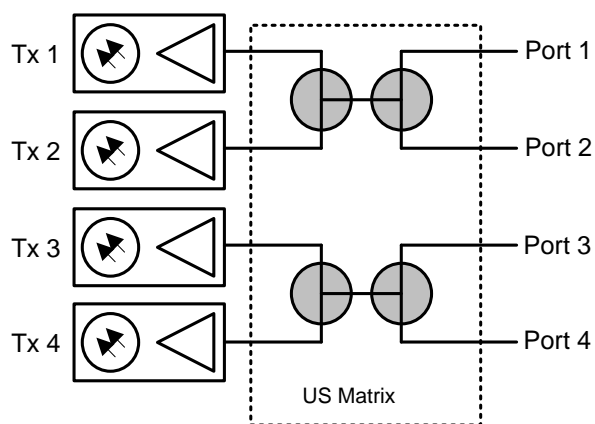 Tx 1
Port 1
Tx 2
Port 2
Tx 3
Port 3
Tx 4
Port 4
US Matrix